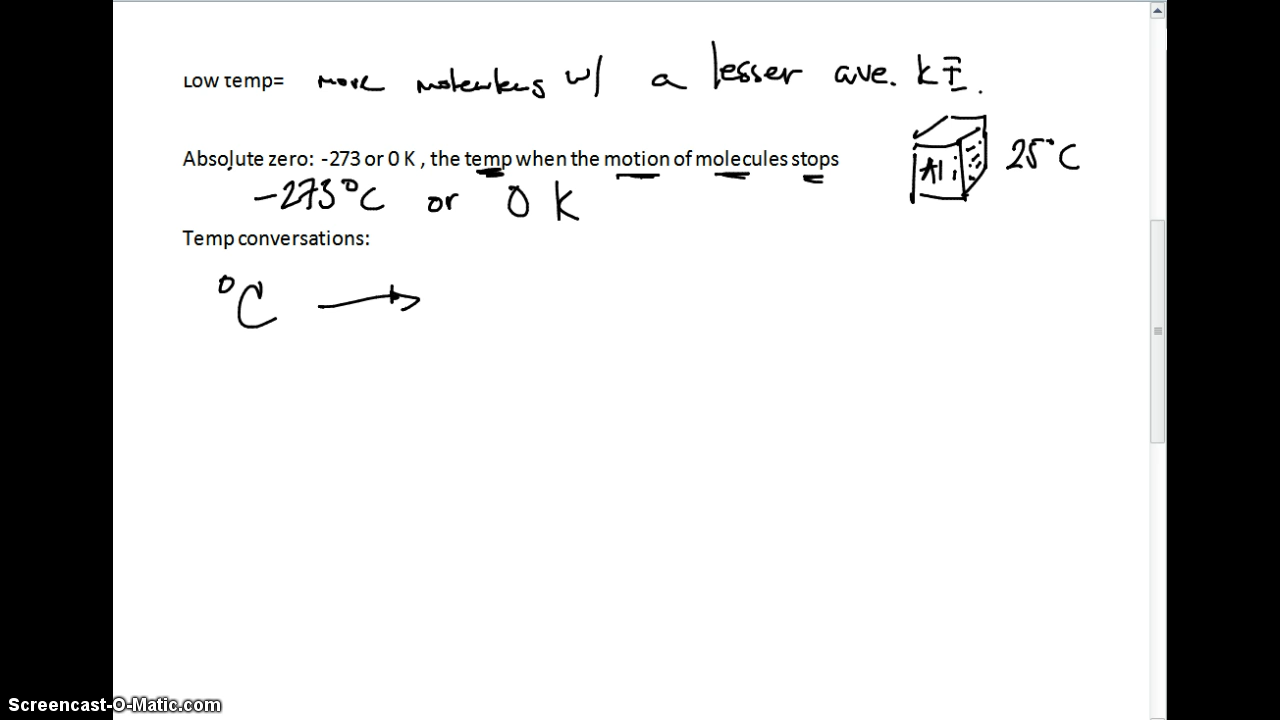 Low temp= more molecules w/ a lesser ave. KE.
Absolute zero: -273 or 0 K , the temp when the motion of molecules stops
Al 25°C
-273°C or 0 K
Temp conversations:
°C →
Screencast-O-Matic.com